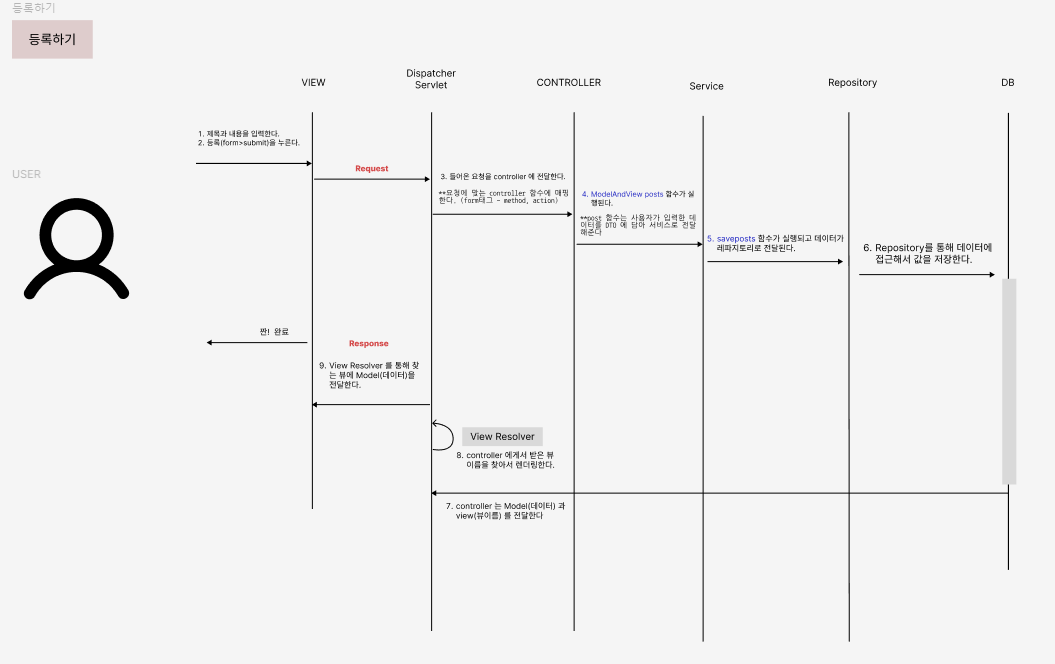 등록하기
등록하기
VIEW
Dispatcher
Servlet
CONTROLLER
Service
Repository
DB
1. 제목과 내용을 입력한다.
2. 등록(form>submit)을 누른다.
USER
Request
3. 들어온 요청을 controller 에 전달한다.
**요청에 맞는 controller 함수에 매핑
한다. (form태그 - method, action)
4. ModelAndView posts 함수가 실
행된다.
**post 함수는 사용자가 입력한 데
이터를 DTO 에 담아 서비스로 전달
해준다
5. saveposts 함수가 실행되고 데이터가
레파지토리로 전달된다.
6. Repository를 통해 데이터에
접근해서 값을 저장한다.
짠! 완료
Response
9. View Resolver 를 통해 찾
는 뷰에 Model(데이터)을
전달한다.
View Resolver
8. controller 에게서 받은 뷰
이름을 찾아서 렌더링한다.
7. controller 는 Model(데이터) 과
view(뷰이름) 를 전달한다